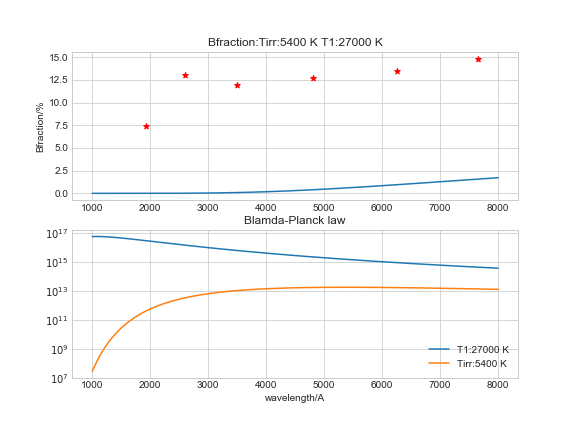 Bfraction:Tirr:5400 K T1:27000 K
15.0
12.5
10.0
7.5
5.0
2.5
0.0
Bfraction/%
1000 2000 3000 4000 5000 6000 7000 8000
Blamda-Planck law
10^17
10^15
10^13
10^11
10^9
10^7
T1:27000 K
Tirr:5400 K
1000 2000 3000 4000 5000 6000 7000 8000
wavelength/A